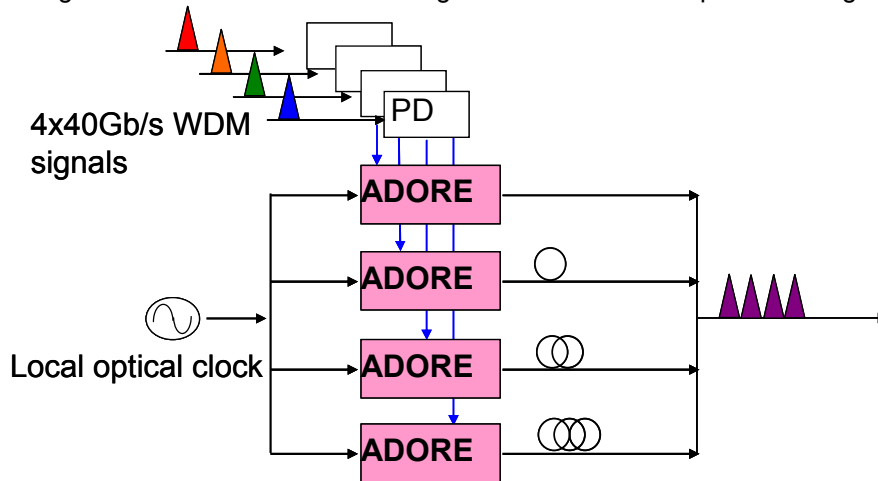 PD
4x40Gb/s WDM
signals
ADORE
ADORE
Local optical clock
ADORE
ADORE